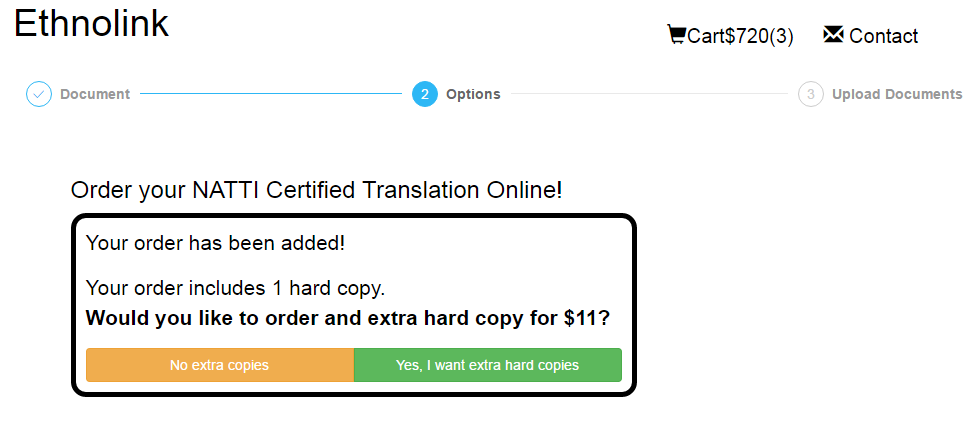 Ethnolink
Cart$720(3) Contact
Document 2 Options 3 Upload Documents
Order your NATTI Certified Translation Online!
Your order has been added!
Your order includes 1 hard copy.
Would you like to order and extra hard copy for $11?
No extra copies Yes, I want extra hard copies